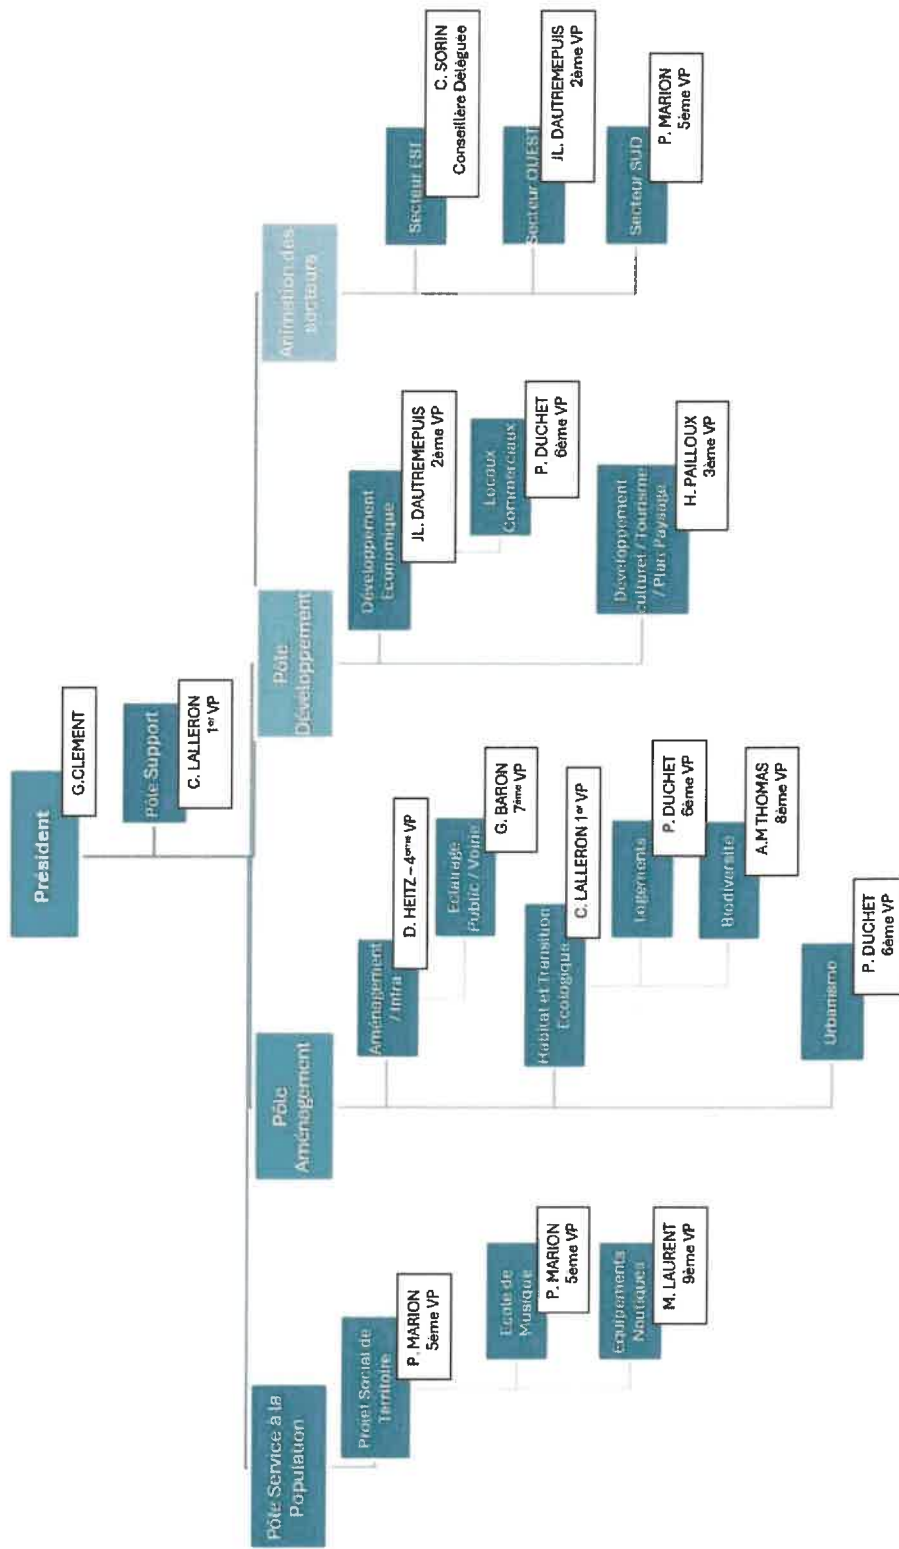 Président
G.CLEMENT
Pôle Support
C. LALLERON
1er VP
Pôle Service à la
Population
Projet Social de
Territoire
P. MARION
5ème VP
Ecole de
Musique
P. MARION
5ème VP
Equipements
Nautiques
M. LAURENT
9ème VP
Pôle
Aménagement
Aménagement
/ Infra
D. HEITZ – 4ème VP
Eclairage
Public / Voirie
G. BARON
7ème VP
Habitat et Transition
Ecologique
C. LALLERON 1er VP
Logements
P. DUCHET
6ème VP
Biodiversité
A.M THOMAS
8ème VP
Urbanisme
P. DUCHET
6ème VP
Pôle
Développement
Développement
Economique
JL. DAUTREMEPUIS
2ème VP
Locaux
Commerciaux
P. DUCHET
6ème VP
Développement
culturel / Tourisme
/ Plan Paysage
H. PAILLOUX
3ème VP
Animation des
secteurs
Secteur EST
C. SORIN
Conseillère Déléguée
Secteur OUEST
JL. DAUTREMEPUIS
2ème VP
Secteur SUD
P. MARION
5ème VP